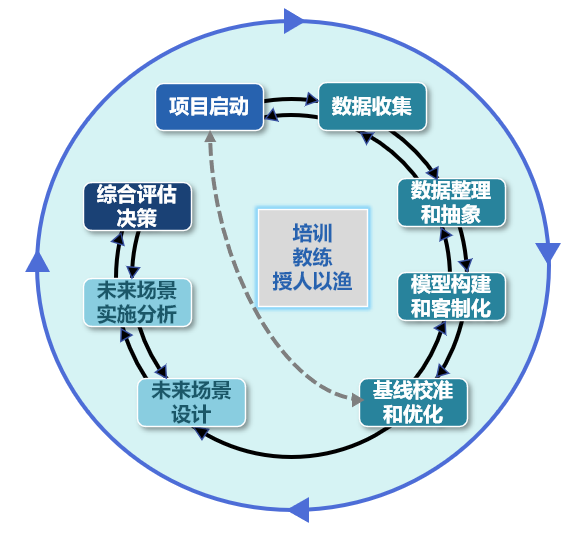 项目启动
数据收集
数据整理
和抽象
模型构建
和客制化
基线校准
和优化
未来场景
设计
未来场景
实施分析
综合评估
决策
培训
教练
授人以渔